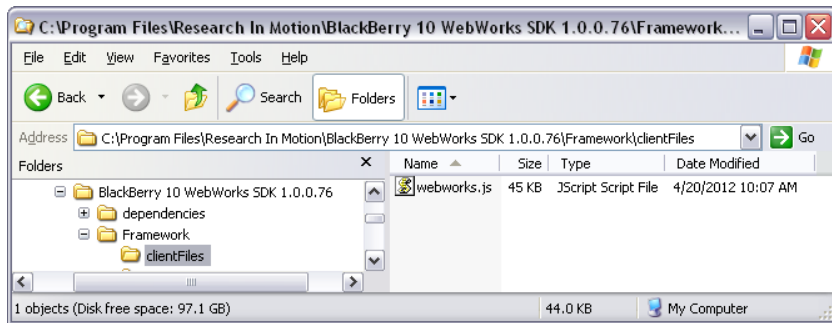 C:\Program Files\Research In Motion\BlackBerry 10 WebWorks SDK 1.0.0.76\Framework...
File Edit View Favorites Tools Help
Back Search Folders
Address C:\Program Files\Research In Motion\BlackBerry 10 WebWorks SDK 1.0.0.76\Framework\clientFiles Go
Folders Name Size Type Date Modified
BlackBerry 10 WebWorks SDK 1.0.0.76 webworks.js 45 KB JScript Script File 4/20/2012 10:07 AM
dependencies
Framework
clientFiles
1 objects (Disk free space: 97.1 GB) 44.0 KB My Computer